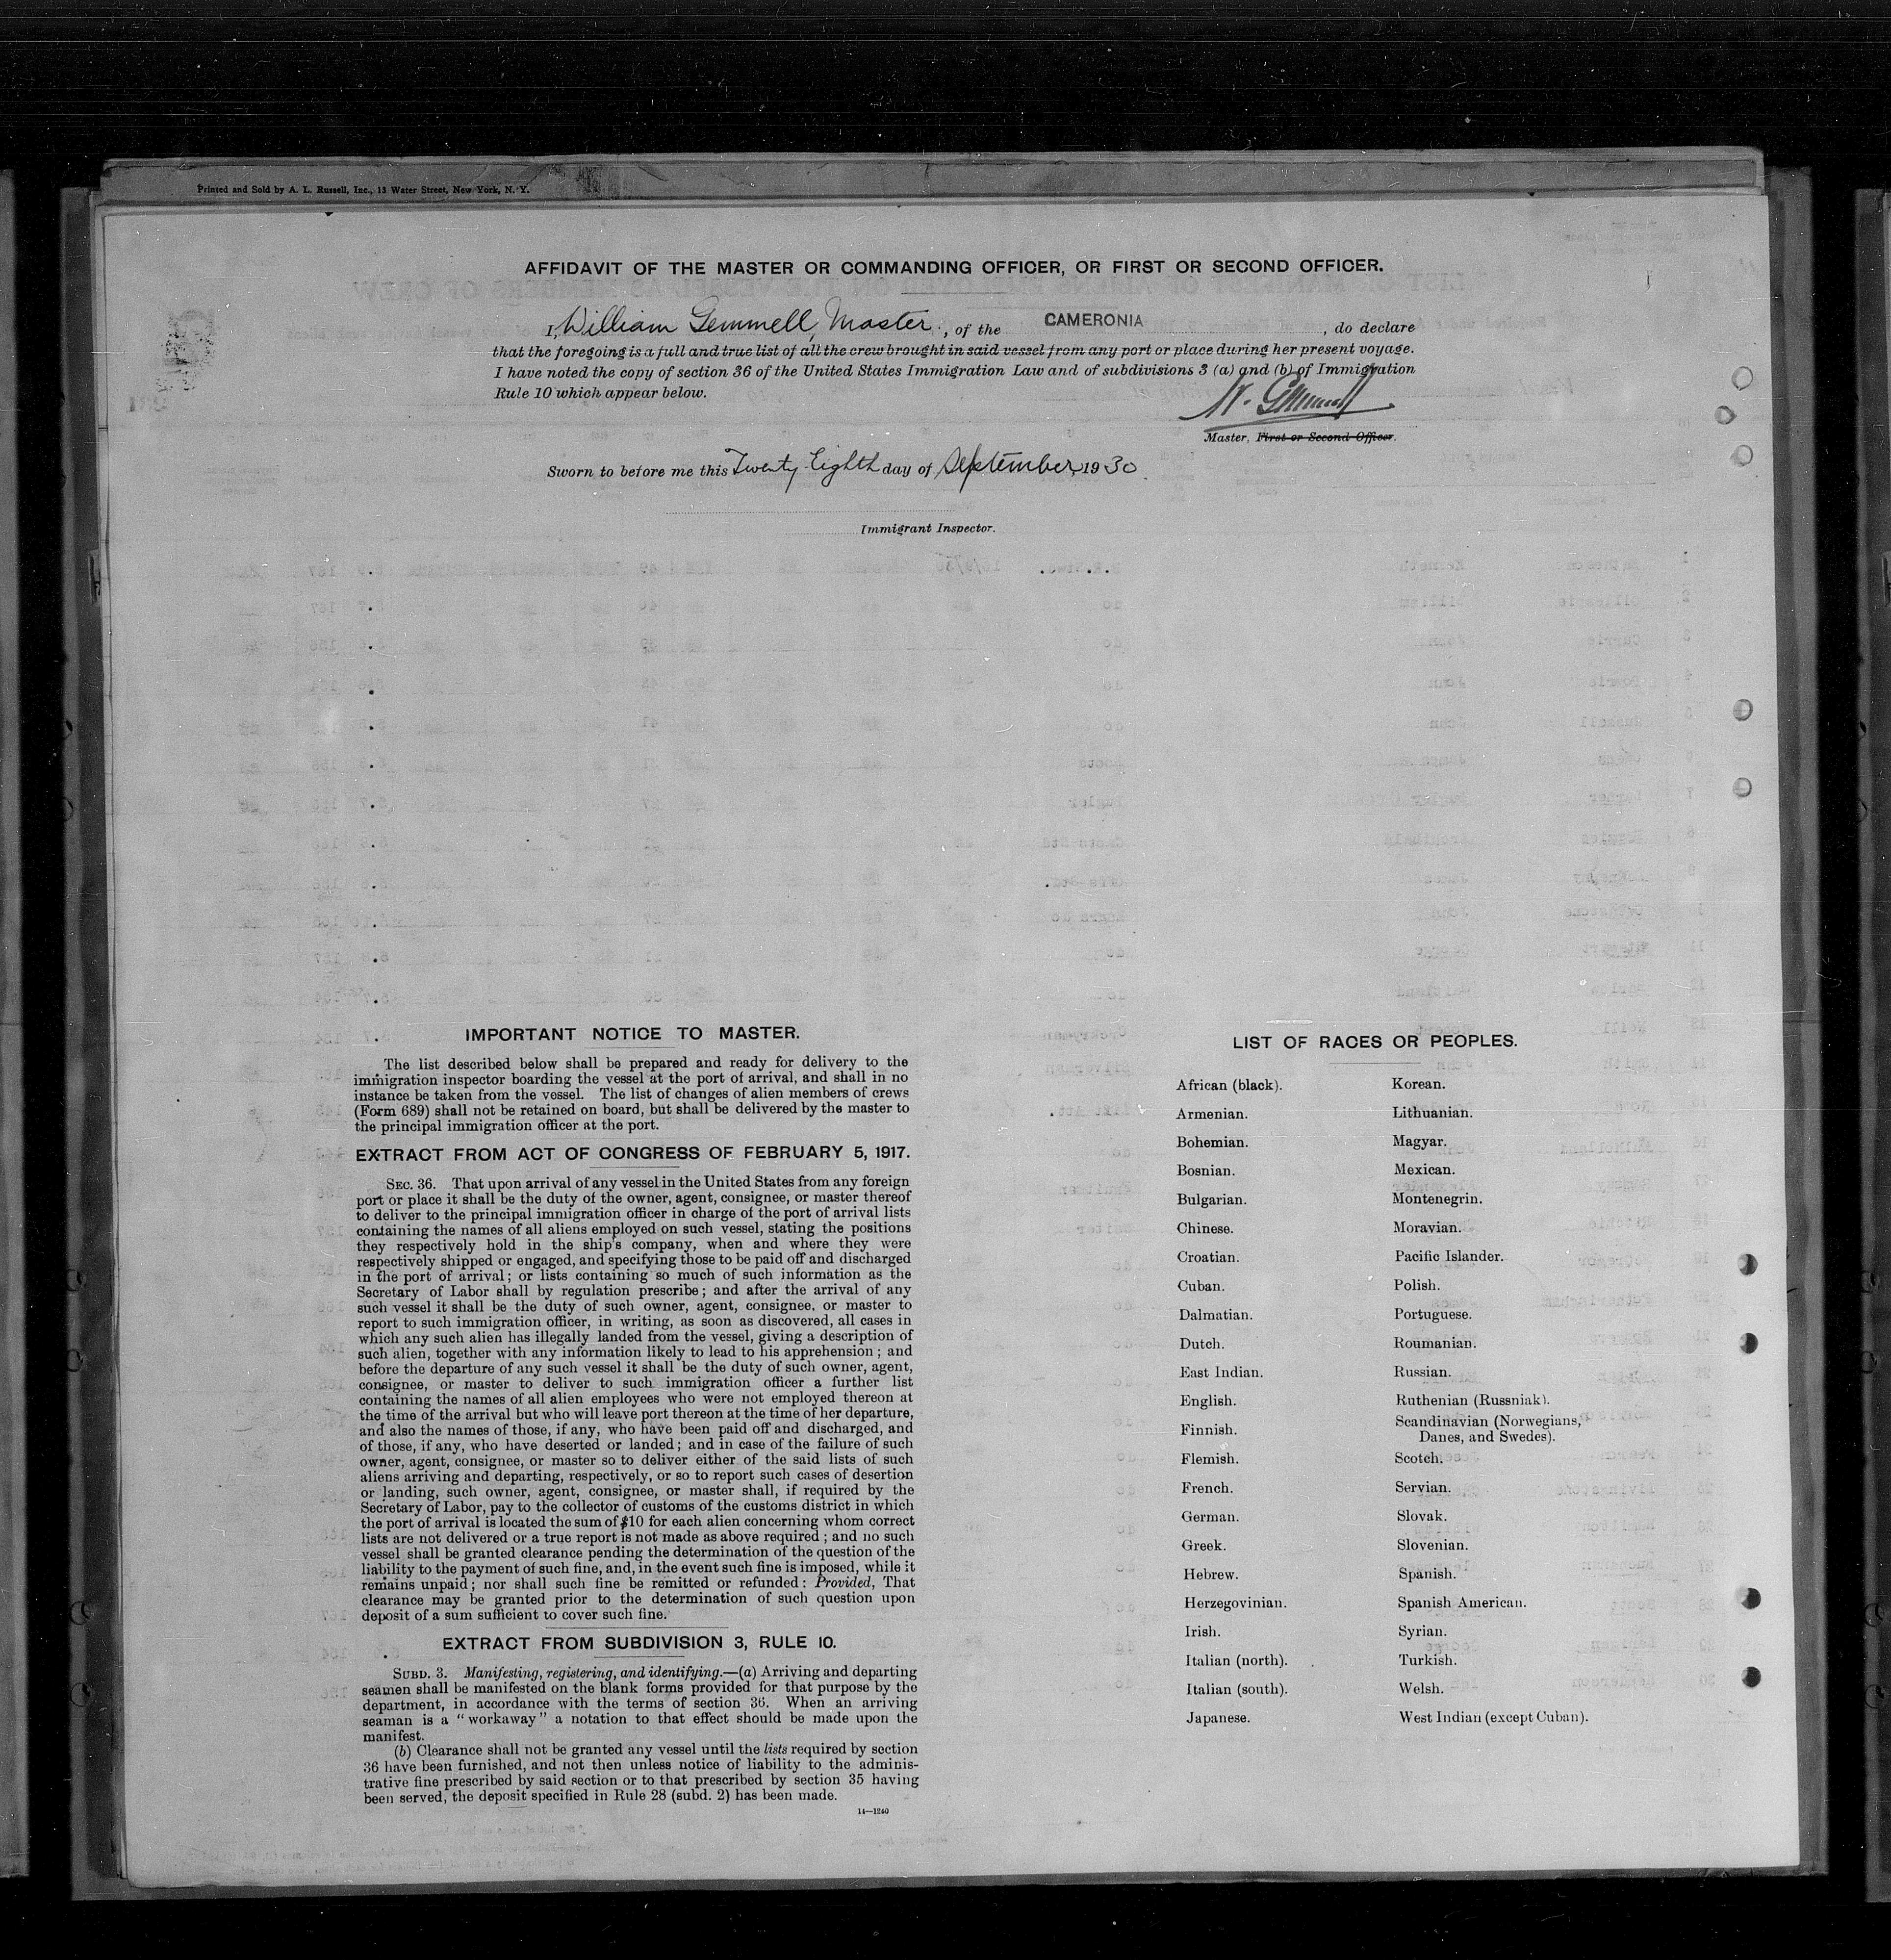 Printed and Sold by A. L. Russell, Inc., 13 Water Street, New York, N. Y.
AFFIDAVIT OF THE MASTER OR COMMANDING OFFICER, OR FIRST OR SECOND OFFICER.
I, William Gemmell, Master, of the CAMERONIA, do declare
that the foregoing is a full and true list of all the crew brought in said vessel from any port or place during her present voyage.
I have noted the copy of section 36 of the United States Immigration Law and of subdivisions 3 (a) and (b) of Immigration
Rule 10 which appear below.
W. Gemmell
Master, First or Second Officer.
Sworn to before me this Twenty Eighth day of September, 1930
Immigrant Inspector.
IMPORTANT NOTICE TO MASTER.
The list described below shall be prepared and ready for delivery to the
immigration inspector boarding the vessel at the port of arrival, and shall in no
instance be taken from the vessel. The list of changes of alien members of crews
(Form 689) shall not be retained on board, but shall be delivered by the master to
the principal immigration officer at the port.
EXTRACT FROM ACT OF CONGRESS OF FEBRUARY 5, 1917.
SEC. 36. That upon arrival of any vessel in the United States from any foreign
port or place it shall be the duty of the owner, agent, consignee, or master thereof
to deliver to the principal immigration officer in charge of the port of arrival lists
containing the names of all aliens employed on such vessel, stating the positions
they respectively hold in the ship's company, when and where they were
respectively shipped or engaged, and specifying those to be paid off and discharged
in the port of arrival; or lists containing so much of such information as the
Secretary of Labor shall by regulation prescribe; and after the arrival of any
such vessel it shall be the duty of such owner, agent, consignee, or master to
report to such immigration officer, in writing, as soon as discovered, all cases in
which any such alien has illegally landed from the vessel, giving a description of
such alien, together with any information likely to lead to his apprehension; and
before the departure of any such vessel it shall be the duty of such owner, agent,
consignee, or master to deliver to such immigration officer a further list
containing the names of all alien employees who were not employed thereon at
the time of the arrival but who will leave port thereon at the time of her departure,
and also the names of those, if any, who have been paid off and discharged, and
of those, if any, who have deserted or landed; and in case of the failure of such
owner, agent, consignee, or master so to deliver either of the said lists of such
aliens arriving and departing, respectively, or so to report such cases of desertion
or landing, such owner, agent, consignee, or master shall, if required by the
Secretary of Labor, pay to the collector of customs of the customs district in which
the port of arrival is located the sum of $10 for each alien concerning whom correct
lists are not delivered or a true report is not made as above required; and no such
vessel shall be granted clearance pending the determination of the question of the
liability to the payment of such fine, and, in the event such fine is imposed, while it
remains unpaid; nor shall such fine be remitted or refunded: Provided, That
clearance may be granted prior to the determination of such question upon
deposit of a sum sufficient to cover such fine.
EXTRACT FROM SUBDIVISION 3, RULE 10.
SUBD. 3. Manifesting, registering, and identifying.—(a) Arriving and departing
seamen shall be manifested on the blank forms provided for that purpose by the
department, in accordance with the terms of section 36. When an arriving
seaman is a "workaway" a notation to that effect should be made upon the
manifest.
(b) Clearance shall not be granted any vessel until the lists required by section
36 have been furnished, and not then unless notice of liability to the adminis-
trative fine prescribed by said section or to that prescribed by section 35 having
been served, the deposit specified in Rule 28 (subd. 2) has been made.
14—1240
LIST OF RACES OR PEOPLES.
African (black).
Armenian.
Bohemian.
Bosnian.
Bulgarian.
Chinese.
Croatian.
Cuban.
Dalmatian.
Dutch.
East Indian.
English.
Finnish.
Flemish.
French.
German.
Greek.
Hebrew.
Herzegovinian.
Irish.
Italian (north).
Italian (south).
Japanese.
Korean.
Lithuanian.
Magyar.
Mexican.
Montenegrin.
Moravian.
Pacific Islander.
Polish.
Portuguese.
Roumanian.
Russian.
Ruthenian (Russniak).
Scandinavian (Norwegians,
Danes, and Swedes).
Scotch.
Servian.
Slovak.
Slovenian.
Spanish.
Spanish American.
Syrian.
Turkish.
Welsh.
West Indian (except Cuban).